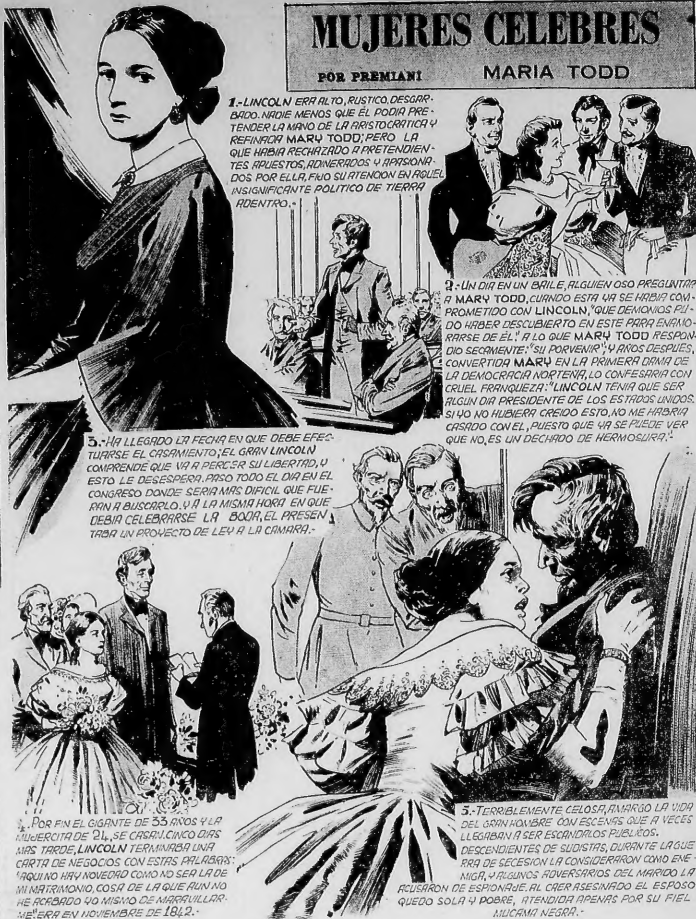 MUJERES CELEBRES
POR PREMIANI MARIA TODD
1.-LINCOLN ERA ALTO, RUSTICO, DESGAR-
BADO. NADIE MENOS QUE ÉL PODIA PRE-
TENDER LA MANO DE LA ARISTOCRATICA Y
REFINADA MARY TODD; PERO LA
QUE HABIA RECHAZADO A PRETENDIEN-
TES APUESTOS, ADINERADOS Y APASIONA-
DOS POR ELLA, FIJO SU ATENCION EN AQUEL
INSIGNIFICANTE POLITICO DE TIERRA
ADENTRO.-
2.-UN DIA EN UN BAILE, ALGUIEN OSO PREGUNTAR
A MARY TODD, CUANDO ESTA YA SE HABIA COM-
PROMETIDO CON LINCOLN, "QUE DEMONIOS PU-
DO HABER DESCUBIERTO EN ESTE PARA ENAMO-
RARSE DE ÉL." A LO QUE MARY TODD RESPON-
DIO SECAMENTE: "SU PORVENIR"; Y AÑOS DESPUES,
CONVERTIDA MARY EN LA PRIMERA DAMA DE
LA DEMOCRACIA NORTEÑA, LO CONFESARIA CON
CRUEL FRANQUEZA: "LINCOLN TENIA QUE SER
ALGUN DIA PRESIDENTE DE LOS ESTADOS UNIDOS.
SI YO NO HUBIERA CREIDO ESTO, NO ME HABRIA
CASADO CON EL, PUESTO QUE YA SE PUEDE VER
QUE NO, ES UN DECHADO DE HERMOSURA."-
3.-HA LLEGADO LA FECHA EN QUE DEBE EFEC-
TUARSE EL CASAMIENTO; EL GRAN LINCOLN
COMPRENDE QUE VA A PERCER SU LIBERTAD, Y
ESTO LE DESESPERA. PASO TODO EL DIA EN EL
CONGRESO DONDE SERIA MAS DIFICIL QUE FUE-
RAN A BUSCARLO. Y A LA MISMA HORA EN QUE
DEBIA CELEBRARSE LA BODA, EL PRESEN-
TABA UN PROYECTO DE LEY A LA CAMARA.-
4.-POR FIN EL GIGANTE DE 33 AÑOS Y LA
MUJERCITA DE 24, SE CASAN. CINCO DIAS
MAS TARDE, LINCOLN TERMINABA UNA
CARTA DE NEGOCIOS CON ESTAS PALABRAS:
"AQUI NO HAY NOVEDAD COMO NO SEA LA DE
MI MATRIMONIO, COSA DE LA QUE AUN NO
HE ACABADO YO MISMO DE MARAVILLAR-
ME" ERA EN NOVIEMBRE DE 1842.-
5.-TERRIBLEMENTE CELOSA, AMARGO LA VIDA
DEL GRAN HOMBRE CON ESCENAS QUE A VECES
LLEGABAN A SER ESCANDALOS PUBLICOS.
DESCENDIENTES DE SUDISTAS, DURANTE LA GUE
RRA DE SECESION LA CONSIDERARON COMO ENE
MIGA, Y ALGUNOS ADVERSARIOS DEL MARIDO LA
ACUSARON DE ESPIONAJE. AL CAER ASESINADO EL ESPOSO
QUEDO SOLA Y POBRE, ATENDIDA APENAS POR SU FIEL
MUCAMA NEGRA.-